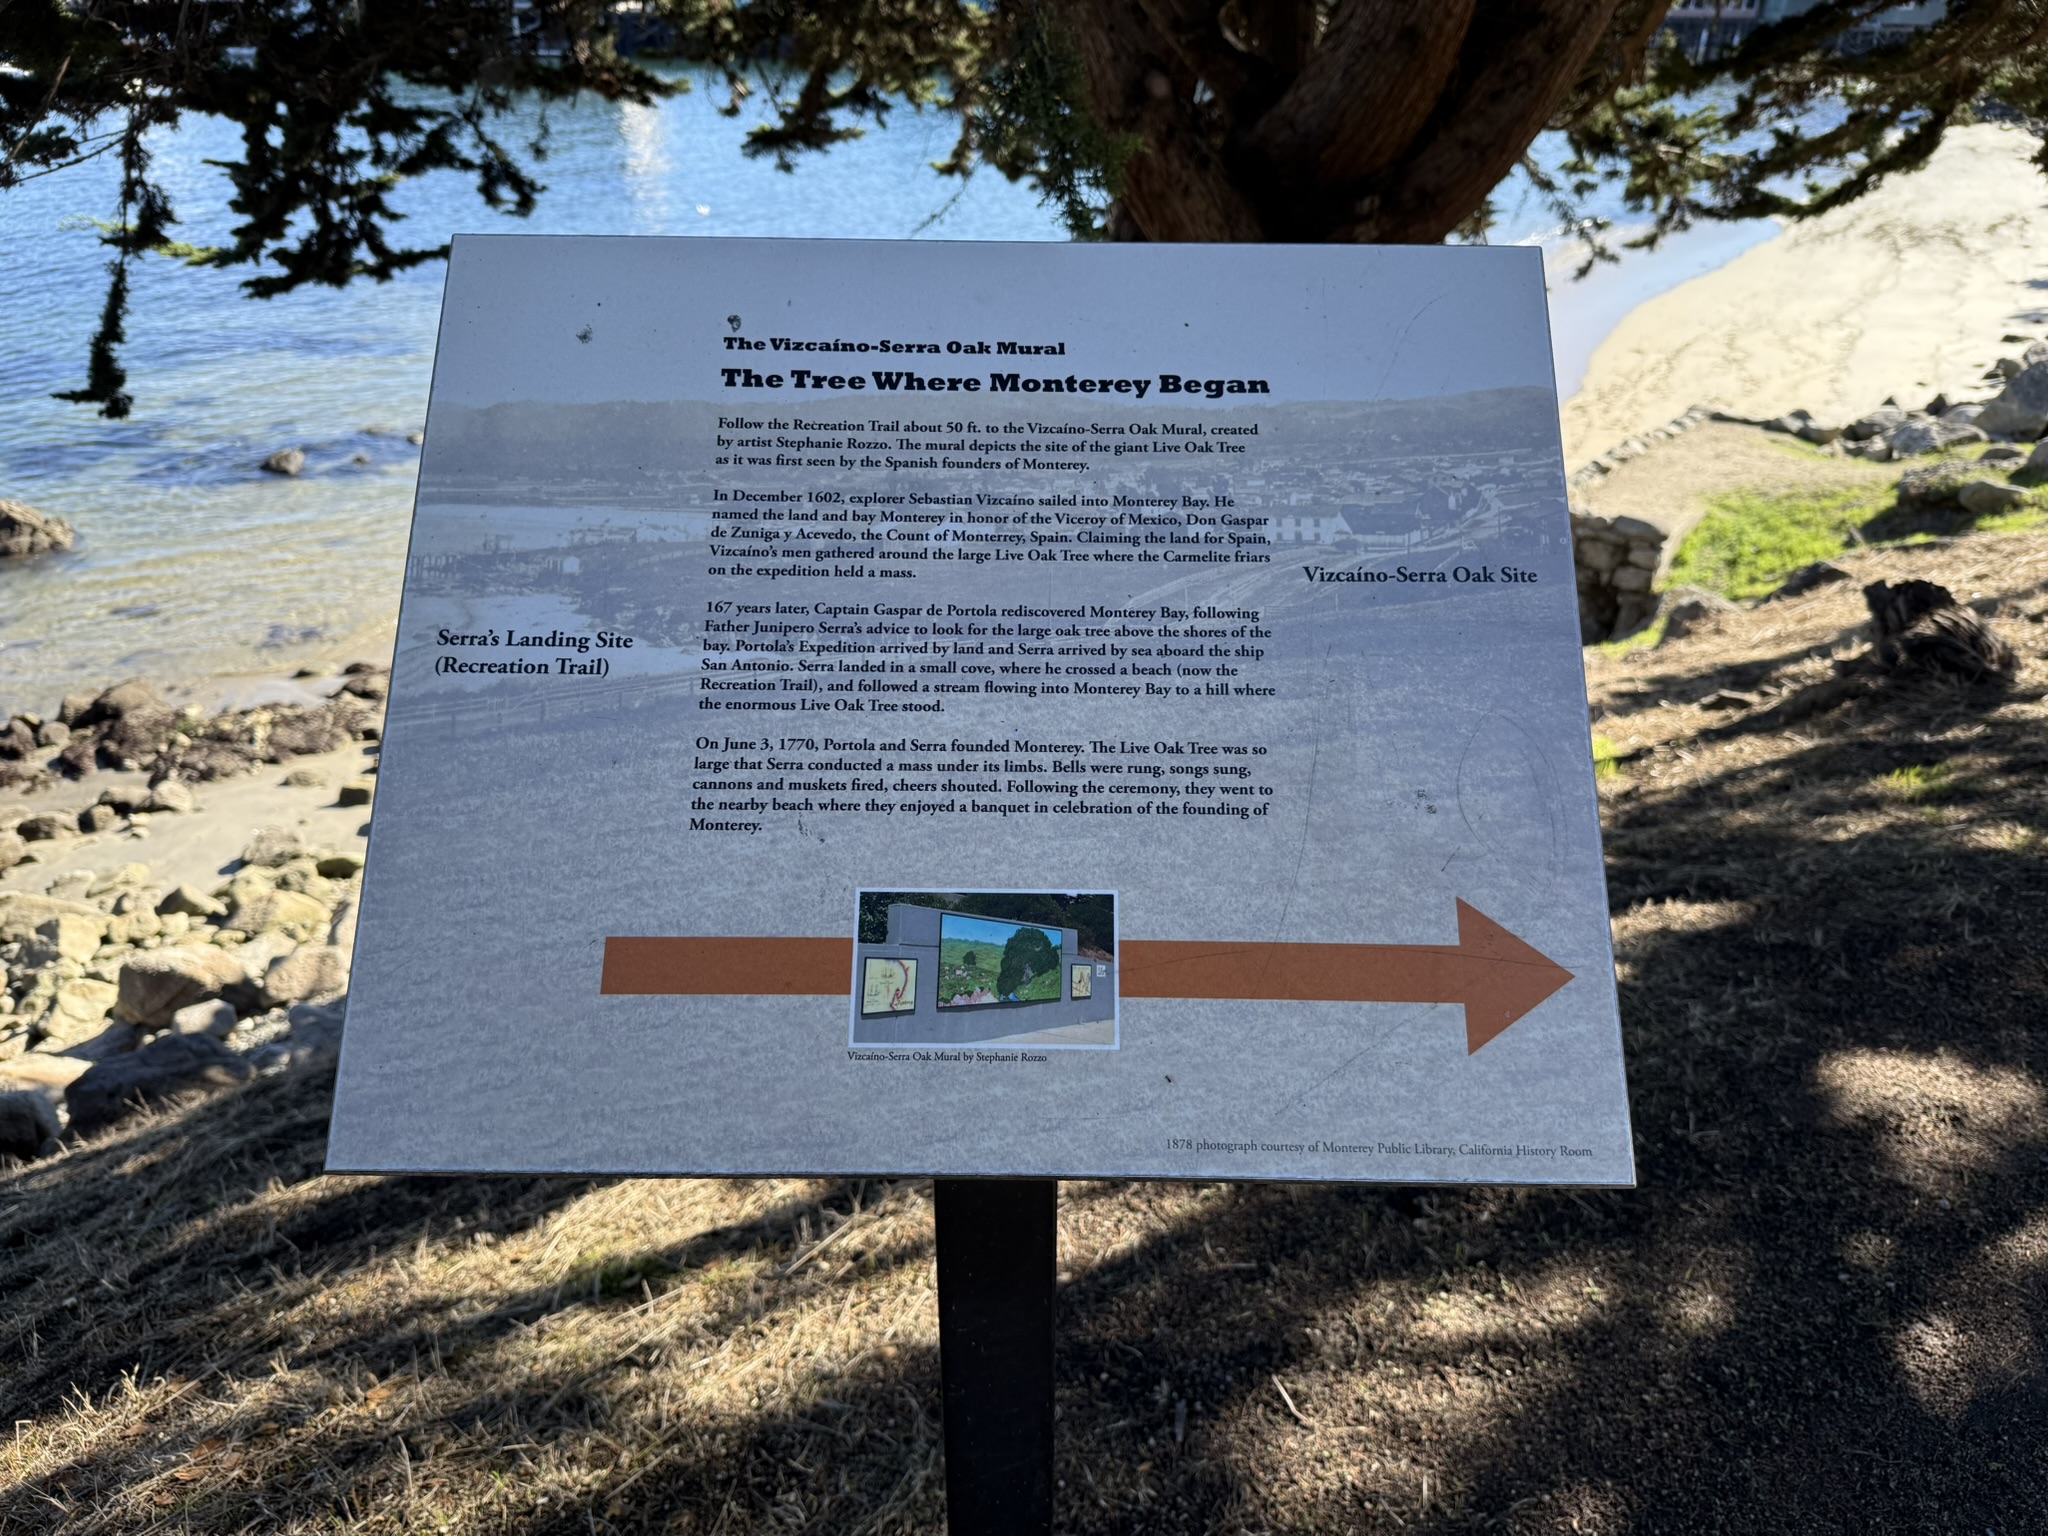 The Vizcaíno-Serra Oak Mural
The Tree Where Monterey Began
Follow the Recreation Trail about 50 ft. to the Vizcaíno-Serra Oak Mural, created
by artist Stephanie Rozzo. The mural depicts the site of the giant Live Oak Tree
as it was first seen by the Spanish founders of Monterey.
In December 1602, explorer Sebastian Vizcaíno sailed into Monterey Bay. He
named the land and bay Monterey in honor of the Viceroy of Mexico, Don Gaspar
de Zuniga y Acevedo, the Count of Monterrey, Spain. Claiming the land for Spain,
Vizcaíno's men gathered around the large Live Oak Tree where the Carmelite friars
on the expedition held a mass.
Vizcaíno-Serra Oak Site
167 years later, Captain Gaspar de Portola rediscovered Monterey Bay, following
Father Junipero Serra's advice to look for the large oak tree above the shores of the
bay. Portola's Expedition arrived by land and Serra arrived by sea aboard the ship
San Antonio. Serra landed in a small cove, where he crossed a beach (now the
Recreation Trail), and followed a stream flowing into Monterey Bay to a hill where
the enormous Live Oak Tree stood.
Serra's Landing Site
(Recreation Trail)
On June 3, 1770, Portola and Serra founded Monterey. The Live Oak Tree was so
large that Serra conducted a mass under its limbs. Bells were rung, songs sung,
cannons and muskets fired, cheers shouted. Following the ceremony, they went to
the nearby beach where they enjoyed a banquet in celebration of the founding of
Monterey.
Vizcaíno-Serra Oak Mural by Stephanie Rozzo
1878 photograph courtesy of Monterey Public Library, California History Room